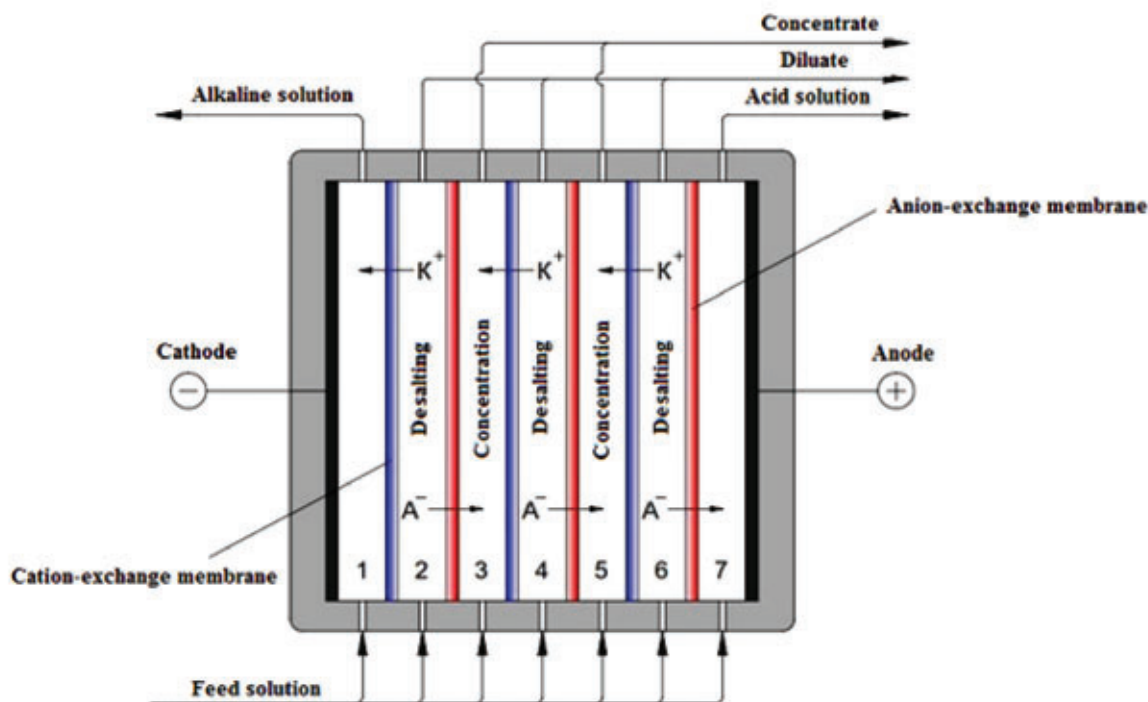 Concentrate
Diluate
Alkaline solution
Acid solution
Anion-exchange membrane
K+ K+ K+
Cathode
Anode
−
+
Desalting
Concentration
Desalting
Concentration
Desalting
A− A− A−
Cation-exchange membrane
1 2 3 4 5 6 7
Feed solution